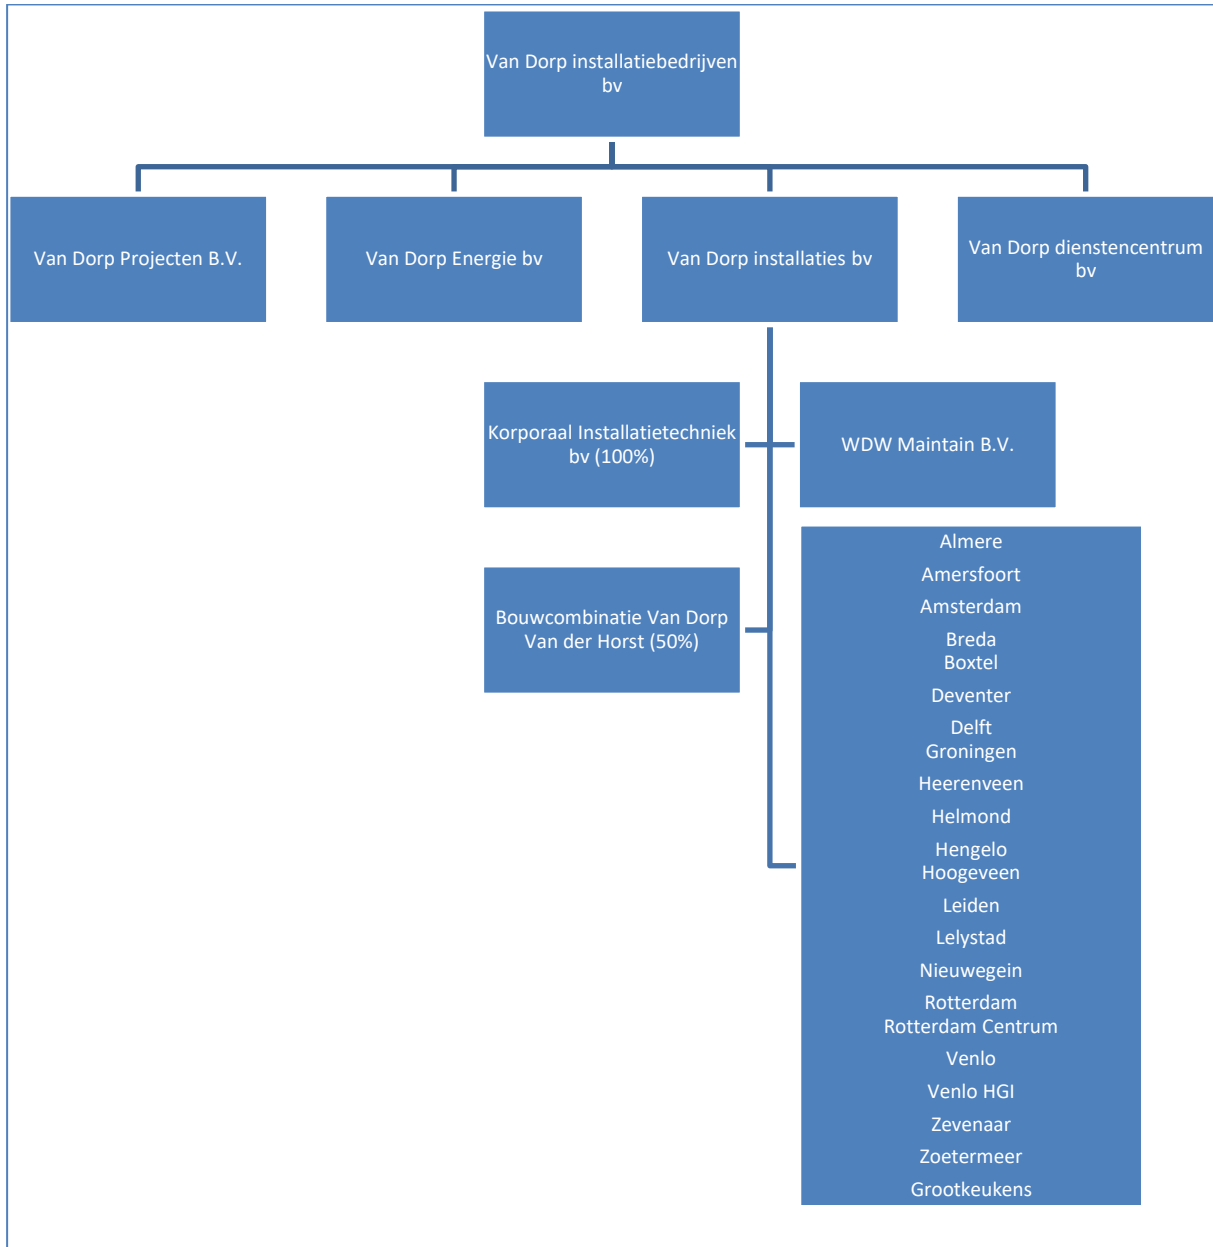 Van Dorp installatiebedrijven
bv
Van Dorp Projecten B.V.
Van Dorp Energie bv
Van Dorp installaties bv
Van Dorp dienstencentrum
bv
Korporaal Installatietechniek
bv (100%)
WDW Maintain B.V.
Bouwcombinatie Van Dorp
Van der Horst (50%)
Almere
Amersfoort
Amsterdam
Breda
Boxtel
Deventer
Delft
Groningen
Heerenveen
Helmond
Hengelo
Hoogeveen
Leiden
Lelystad
Nieuwegein
Rotterdam
Rotterdam Centrum
Venlo
Venlo HGI
Zevenaar
Zoetermeer
Grootkeukens